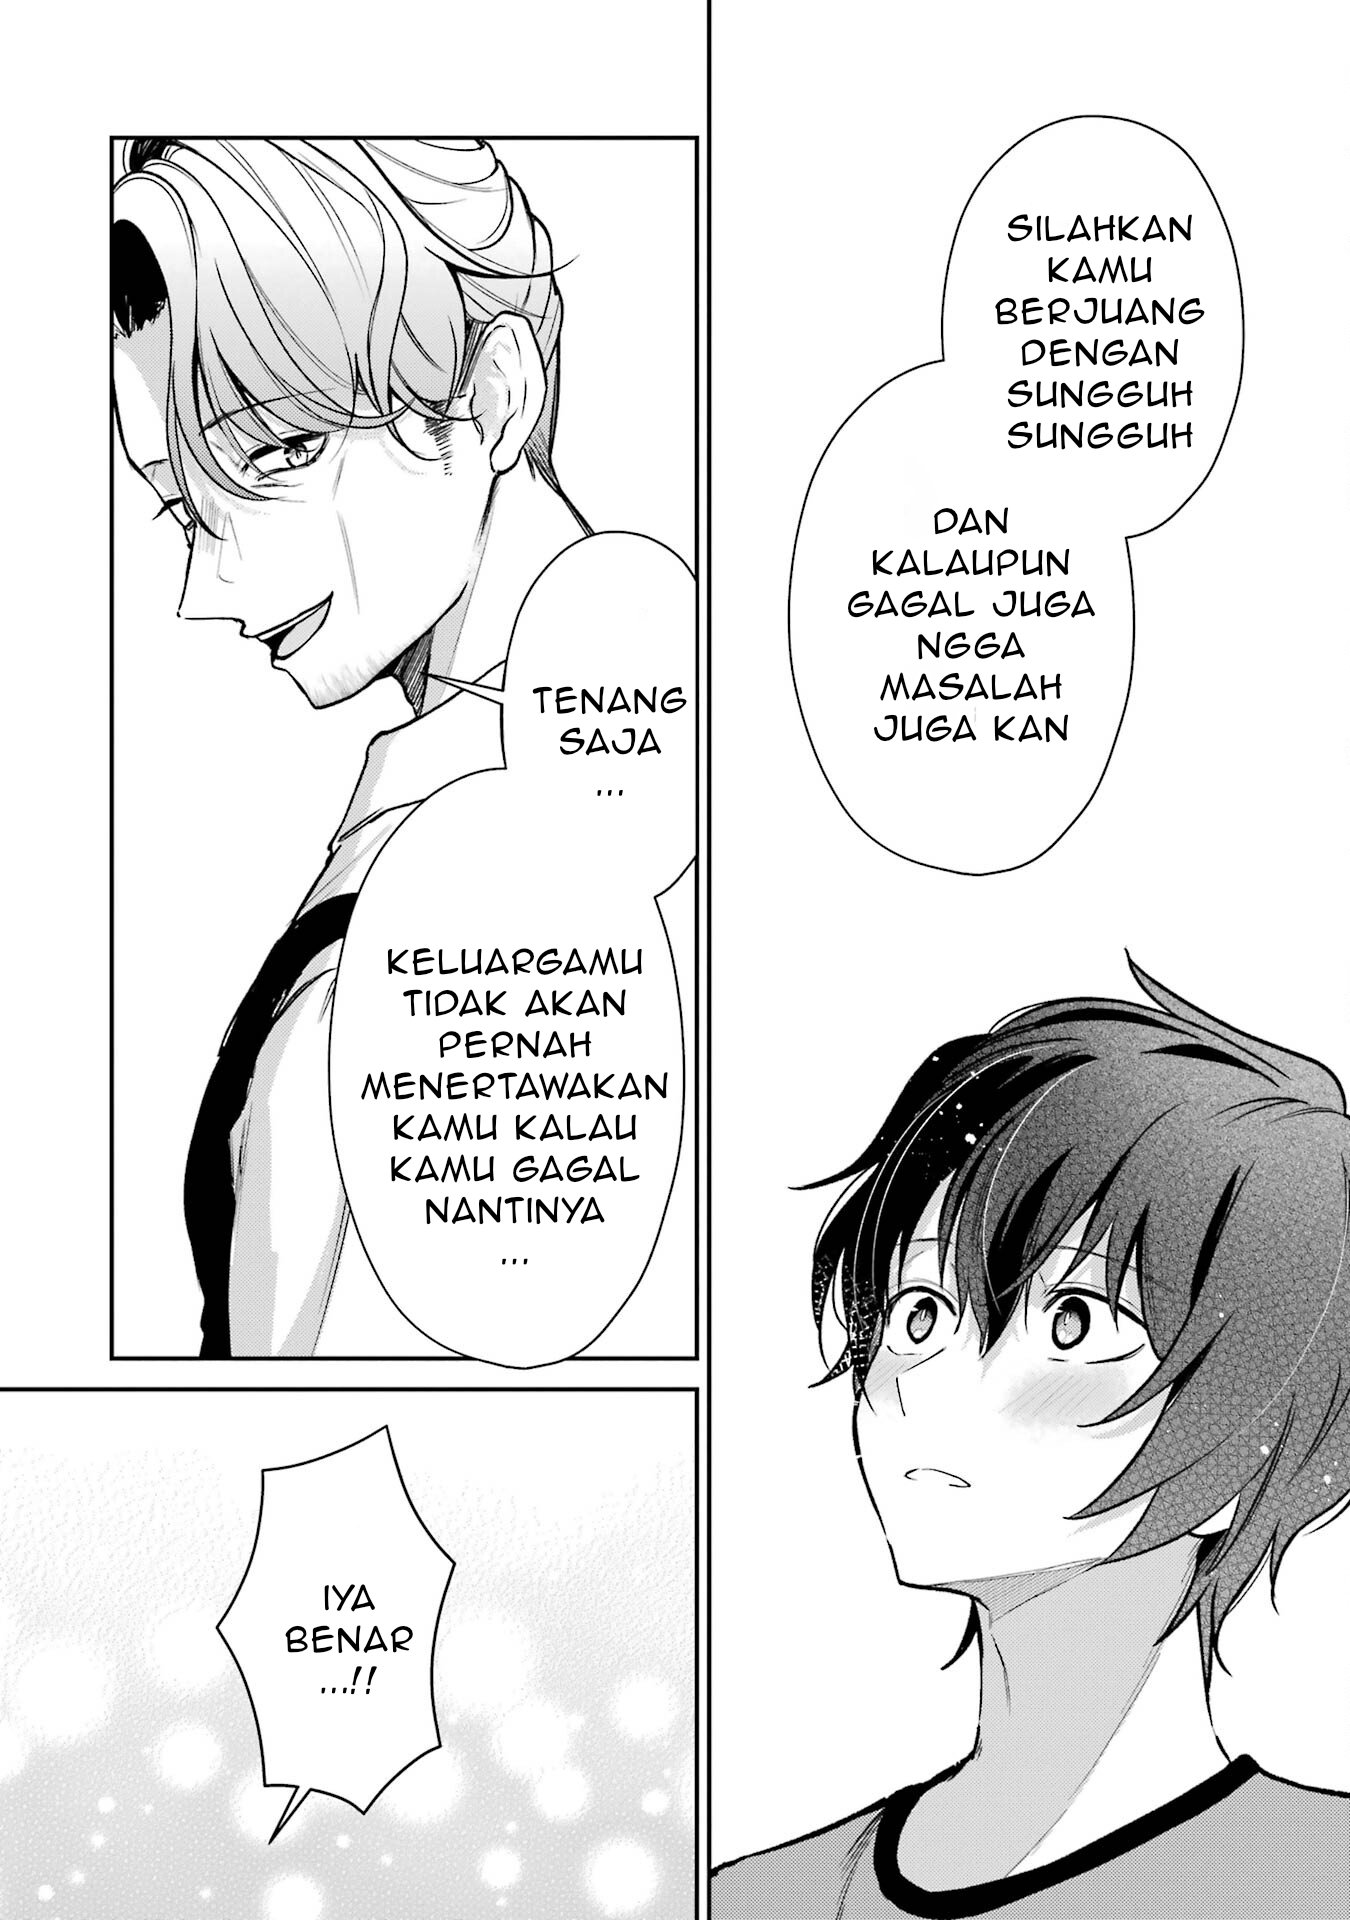 SILAHKAN
KAMU
BERJUANG
DENGAN
SUNGGUH
SUNGGUH
DAN
KALAUPUN
GAGAL JUGA
NGGA
MASALAH
JUGA KAN
TENANG
SAJA
...
KELUARGAMU
TIDAK AKAN
PERNAH
MENERTAWAKAN
KAMU KALAU
KAMU GAGAL
NANTINYA
...
IYA
BENAR
...!!